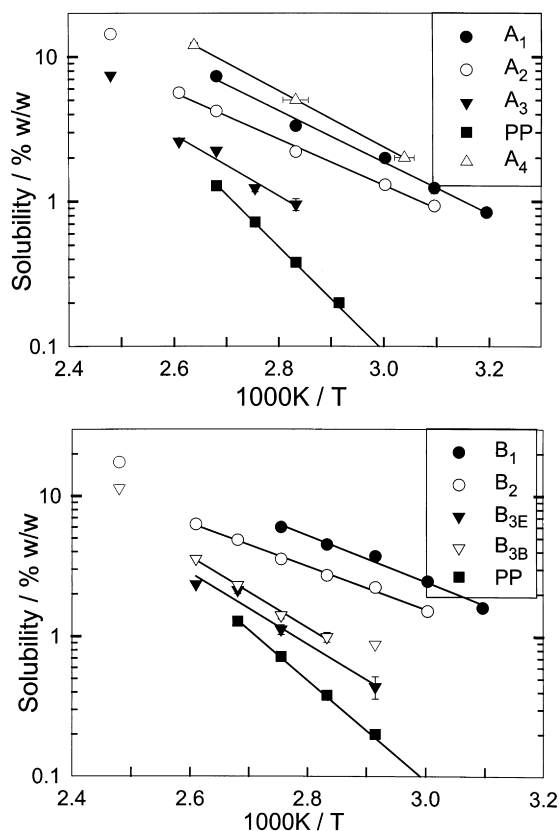 10
1
0.1
Solubility / % w/w
2.4 2.6 2.8 3.0 3.2
1000K / T
A1
A2
A3
PP
A4
10
1
0.1
Solubility / % w/w
2.4 2.6 2.8 3.0 3.2
1000K / T
B1
B2
B3E
B3B
PP